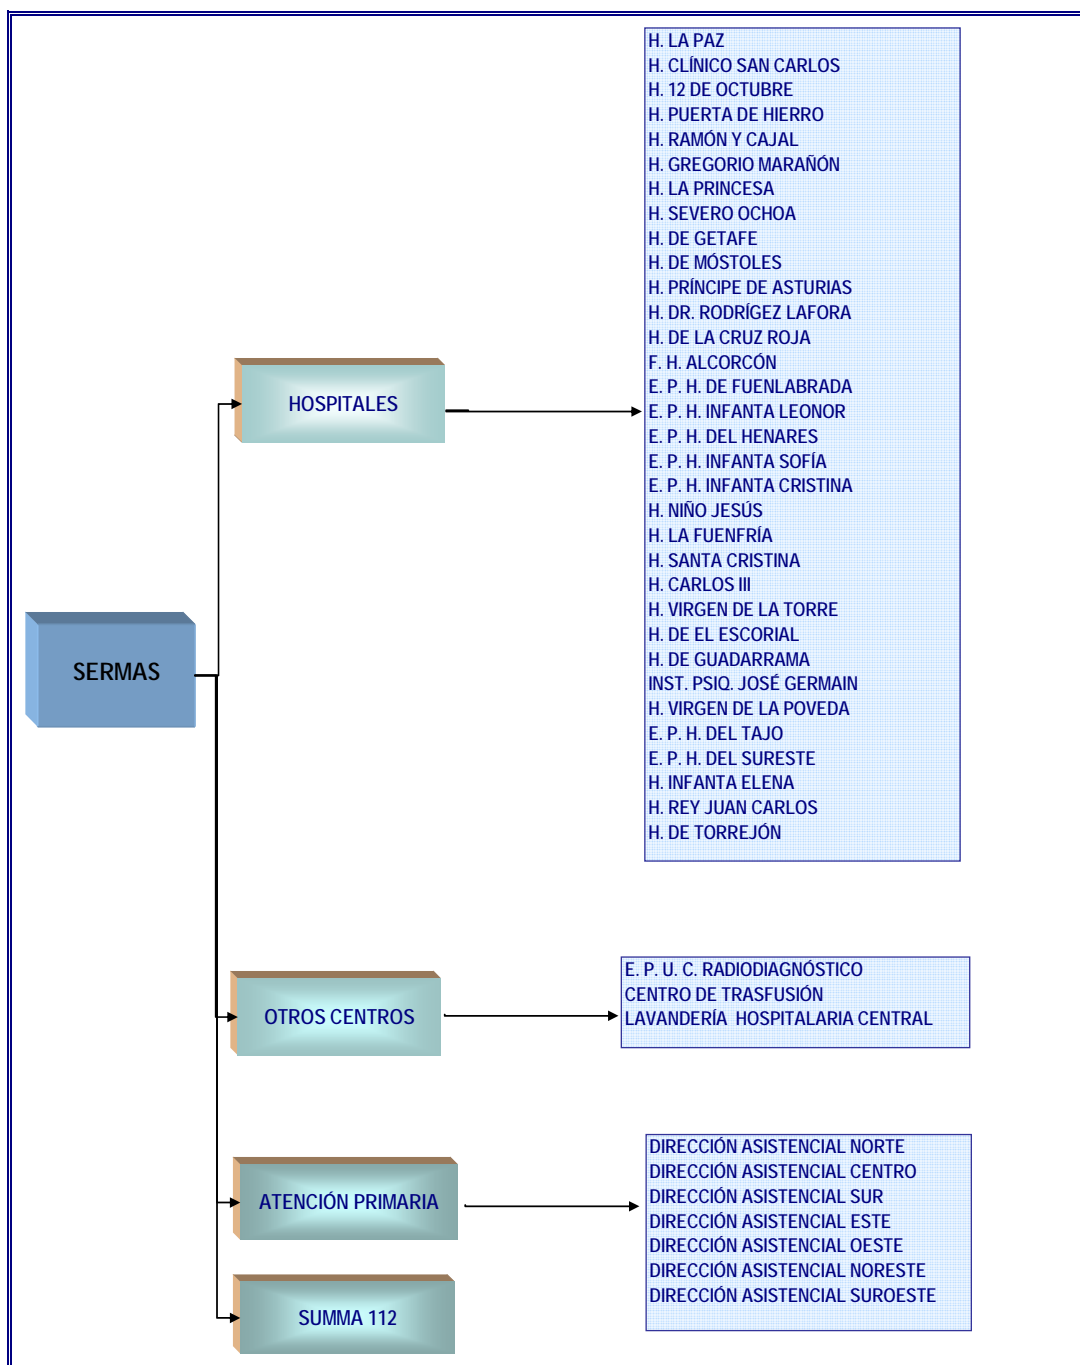 SERMAS
HOSPITALES
H. LA PAZ
H. CLÍNICO SAN CARLOS
H. 12 DE OCTUBRE
H. PUERTA DE HIERRO
H. RAMÓN Y CAJAL
H. GREGORIO MARAÑÓN
H. LA PRINCESA
H. SEVERO OCHOA
H. DE GETAFE
H. DE MÓSTOLES
H. PRÍNCIPE DE ASTURIAS
H. DR. RODRÍGEZ LAFORA
H. DE LA CRUZ ROJA
F. H. ALCORCÓN
E. P. H. DE FUENLABRADA
E. P. H. INFANTA LEONOR
E. P. H. DEL HENARES
E. P. H. INFANTA SOFÍA
E. P. H. INFANTA CRISTINA
H. NIÑO JESÚS
H. LA FUENFRÍA
H. SANTA CRISTINA
H. CARLOS III
H. VIRGEN DE LA TORRE
H. DE EL ESCORIAL
H. DE GUADARRAMA
INST. PSIQ. JOSÉ GERMAIN
H. VIRGEN DE LA POVEDA
E. P. H. DEL TAJO
E. P. H. DEL SURESTE
H. INFANTA ELENA
H. REY JUAN CARLOS
H. DE TORREJÓN
OTROS CENTROS
E. P. U. C. RADIODIAGNÓSTICO
CENTRO DE TRASFUSIÓN
LAVANDERÍA HOSPITALARIA CENTRAL
ATENCIÓN PRIMARIA
DIRECCIÓN ASISTENCIAL NORTE
DIRECCIÓN ASISTENCIAL CENTRO
DIRECCIÓN ASISTENCIAL SUR
DIRECCIÓN ASISTENCIAL ESTE
DIRECCIÓN ASISTENCIAL OESTE
DIRECCIÓN ASISTENCIAL NORESTE
DIRECCIÓN ASISTENCIAL SUROESTE
SUMMA 112